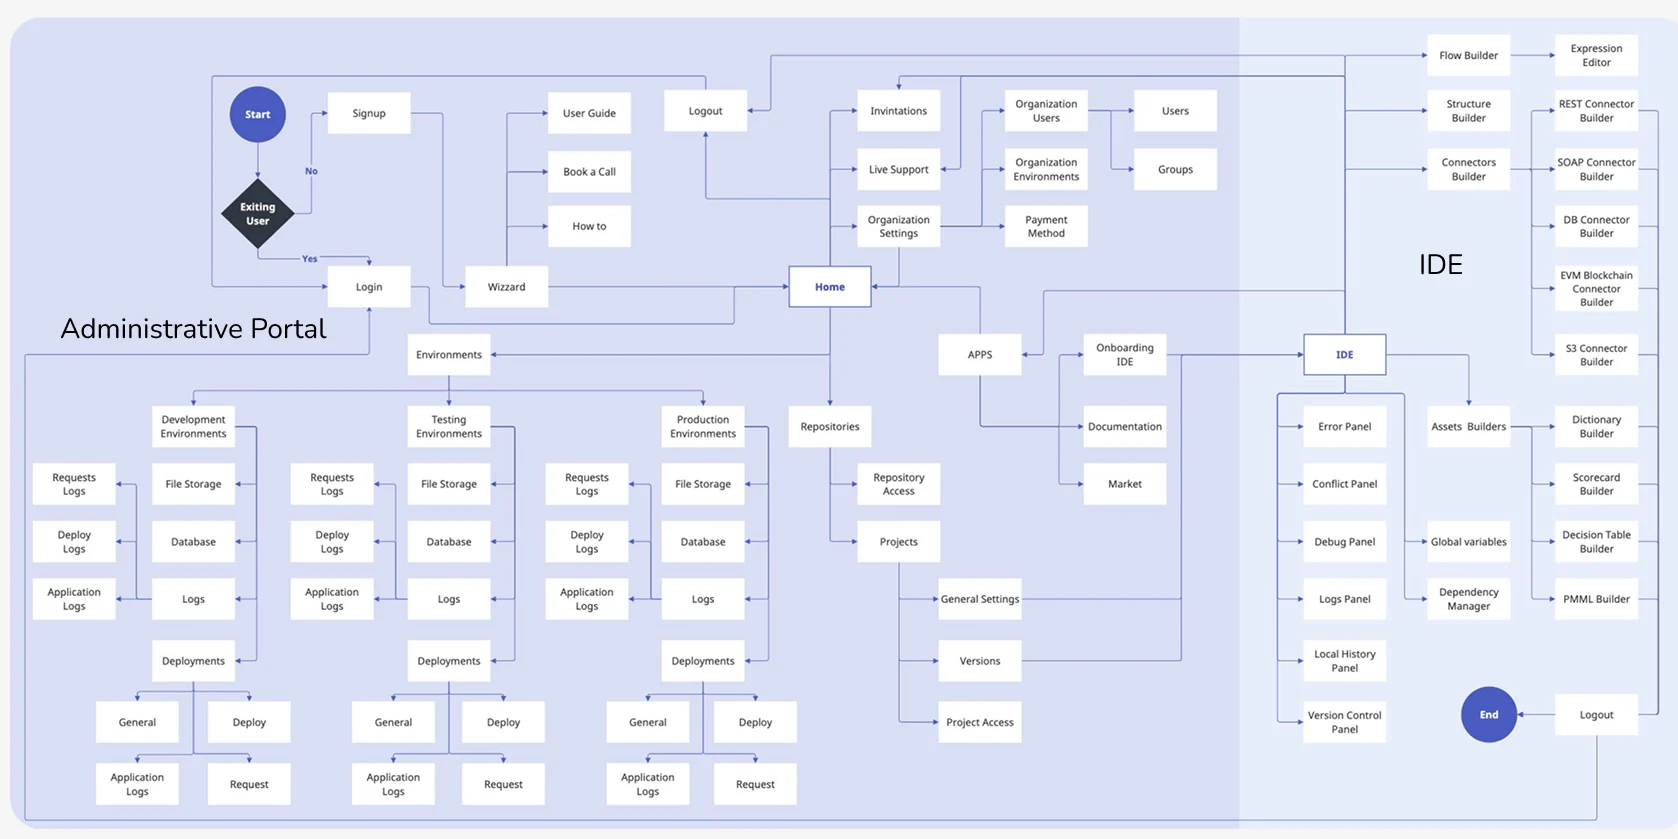 Flow Builder
Expression
Editor
Start
Signup
User Guide
Logout
Invintations
Organization
Users
Users
Structure
Builder
REST Connector
Builder
No
Book a Call
Live Support
Organization
Environments
Groups
Connectors
Builder
SOAP Connector
Builder
Exiting
User
How to
Organization
Settings
Payment
Method
DB Connector
Builder
Yes
IDE
Login
Wizzard
Home
EVM Blockchain
Connector
Builder
Administrative Portal
Environments
APPS
Onboarding
IDE
IDE
S3 Connector
Builder
Development
Environments
Testing
Environments
Production
Environments
Repositories
Documentation
Error Panel
Assets Builders
Dictionary
Builder
Requests
Logs
File Storage
Requests
Logs
File Storage
Requests
Logs
File Storage
Repository
Access
Market
Conflict Panel
Scorecard
Builder
Deploy
Logs
Database
Deploy
Logs
Database
Deploy
Logs
Database
Projects
Debug Panel
Global variables
Decision Table
Builder
Application
Logs
Logs
Application
Logs
Logs
Application
Logs
Logs
General Settings
Logs Panel
Dependency
Manager
PMML Builder
Deployments
Deployments
Deployments
Versions
Local History
Panel
General
Deploy
General
Deploy
General
Deploy
Project Access
Version Control
Panel
End
Logout
Application
Logs
Request
Application
Logs
Request
Application
Logs
Request